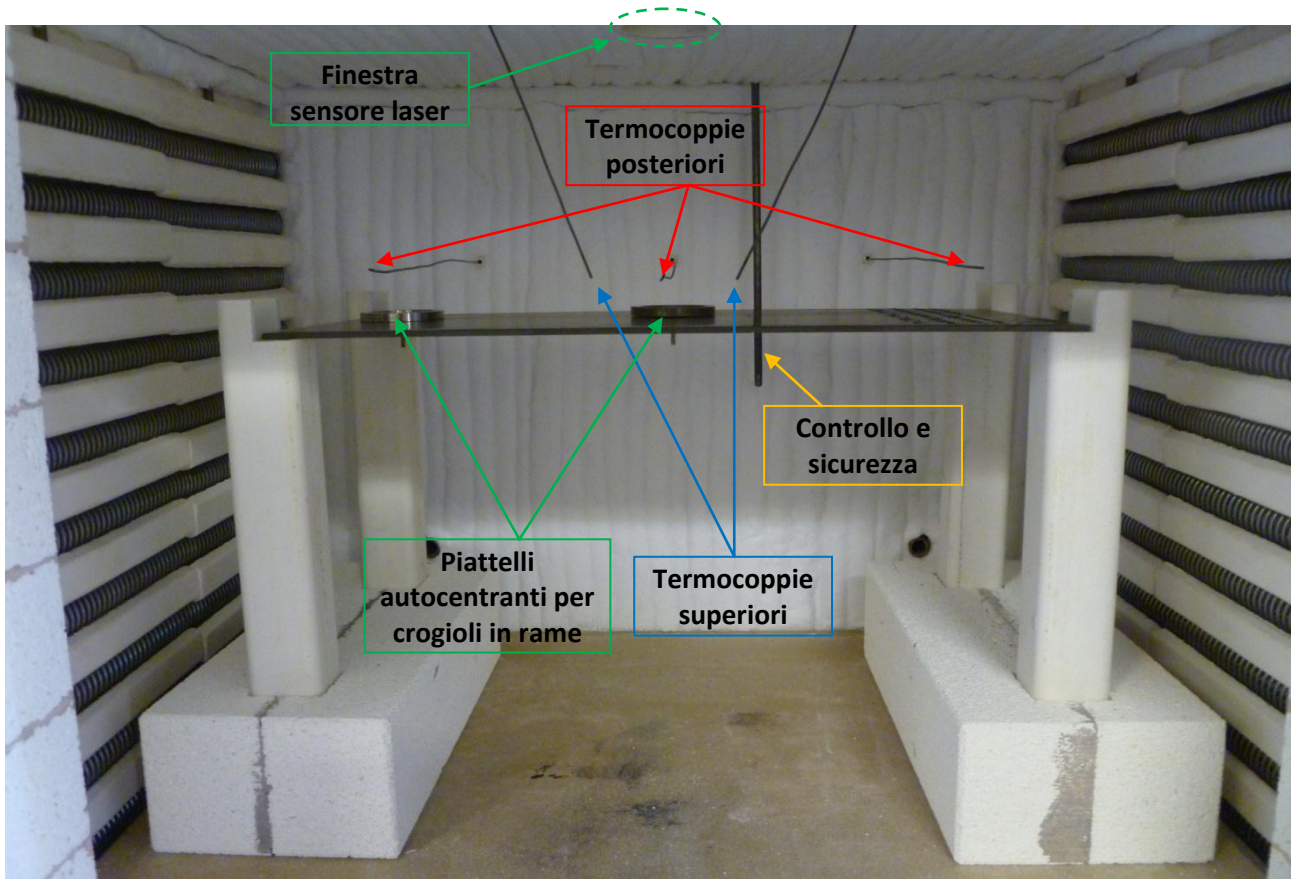 Finestra
sensore laser
Termocoppie
posteriori
Controllo e
sicurezza
Piattelli
autocentranti per
crogioli in rame
Termocoppie
superiori